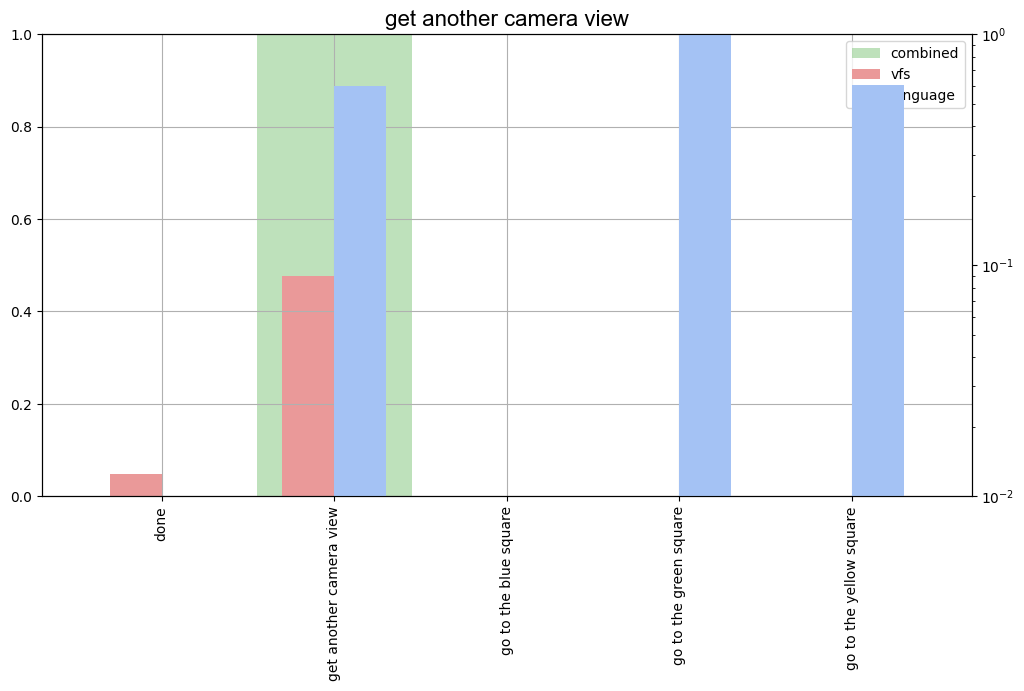 get another camera view
1.0
0.8
0.6
0.4
0.2
0.0
10⁰
10⁻¹
10⁻²
combined
vfs
done
get another camera view
go to the blue square
go to the green square
go to the yellow square